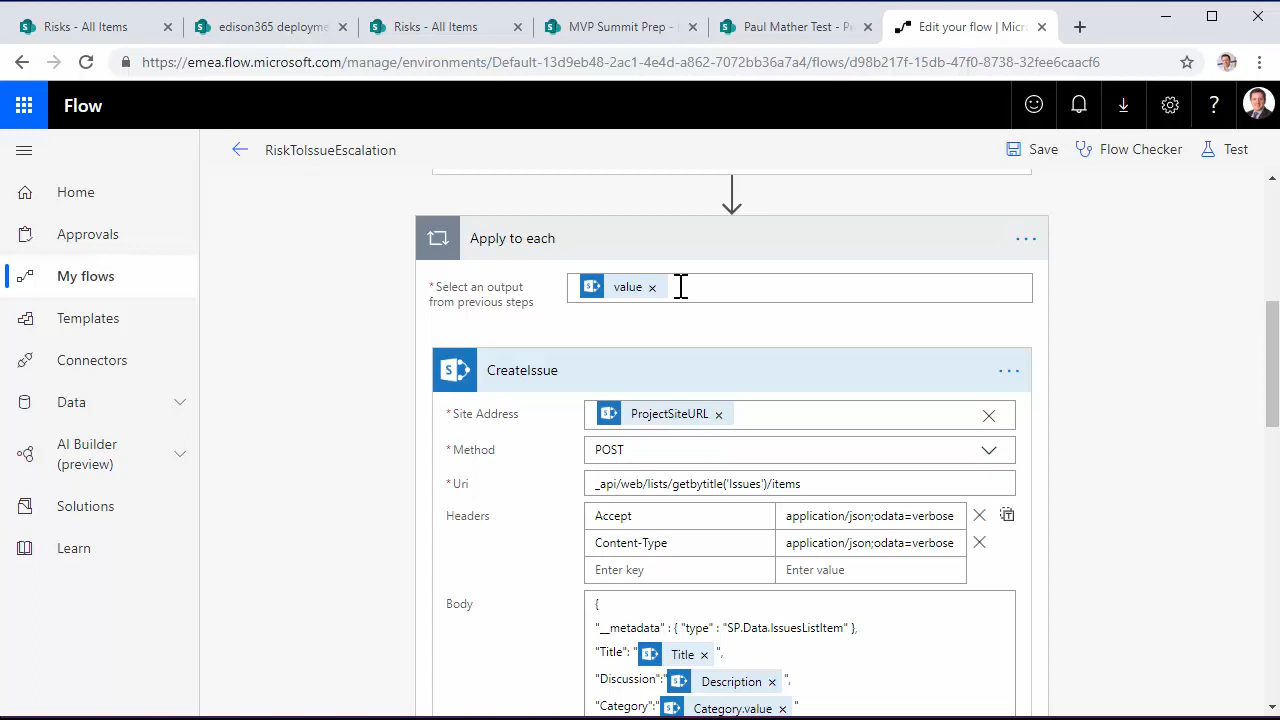 Risks - All Items
edison365 deployme
Risks - All Items
MVP Summit Prep -
Paul Mather Test - P
Edit your flow | Micr
https://emea.flow.microsoft.com/manage/environments/Default-13d9eb48-2ac1-4e4d-a862-7072bb36a7a4/flows/d98b217f-15db-47f0-8738-32fee6caacf6
Flow
?
RiskToIssueEscalation
Save
Flow Checker
Test
Home
Approvals
My flows
Templates
Connectors
Data
AI Builder
(preview)
Solutions
Learn
Apply to each
* Select an output
from previous steps
value
CreateIssue
* Site Address
ProjectSiteURL
* Method
POST
* Uri
_api/web/lists/getbytitle('Issues')/items
Headers
Accept
application/json;odata=verbose
Content-Type
application/json;odata=verbose
Enter key
Enter value
Body
{
"__metadata" : { "type" : "SP.Data.IssuesListItem" },
"Title": " Title ",
"Discussion":" Description ",
"Category":" Category.value "